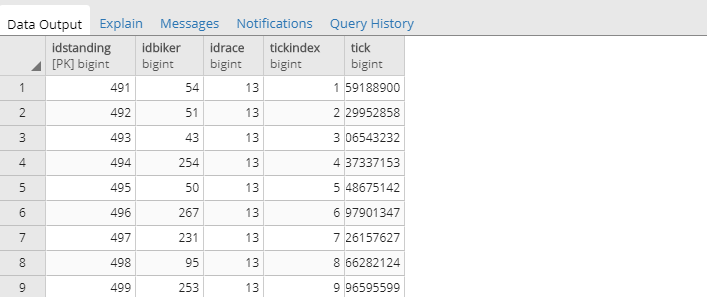 Data Output Explain Messages Notifications Query History
idstanding idbiker idrace tickindex tick
[PK] bigint bigint bigint bigint bigint
1 491 54 13 1 59188900
2 492 51 13 2 29952858
3 493 43 13 3 06543232
4 494 254 13 4 37337153
5 495 50 13 5 48675142
6 496 267 13 6 97901347
7 497 231 13 7 26157627
8 498 95 13 8 66282124
9 499 253 13 9 96595599